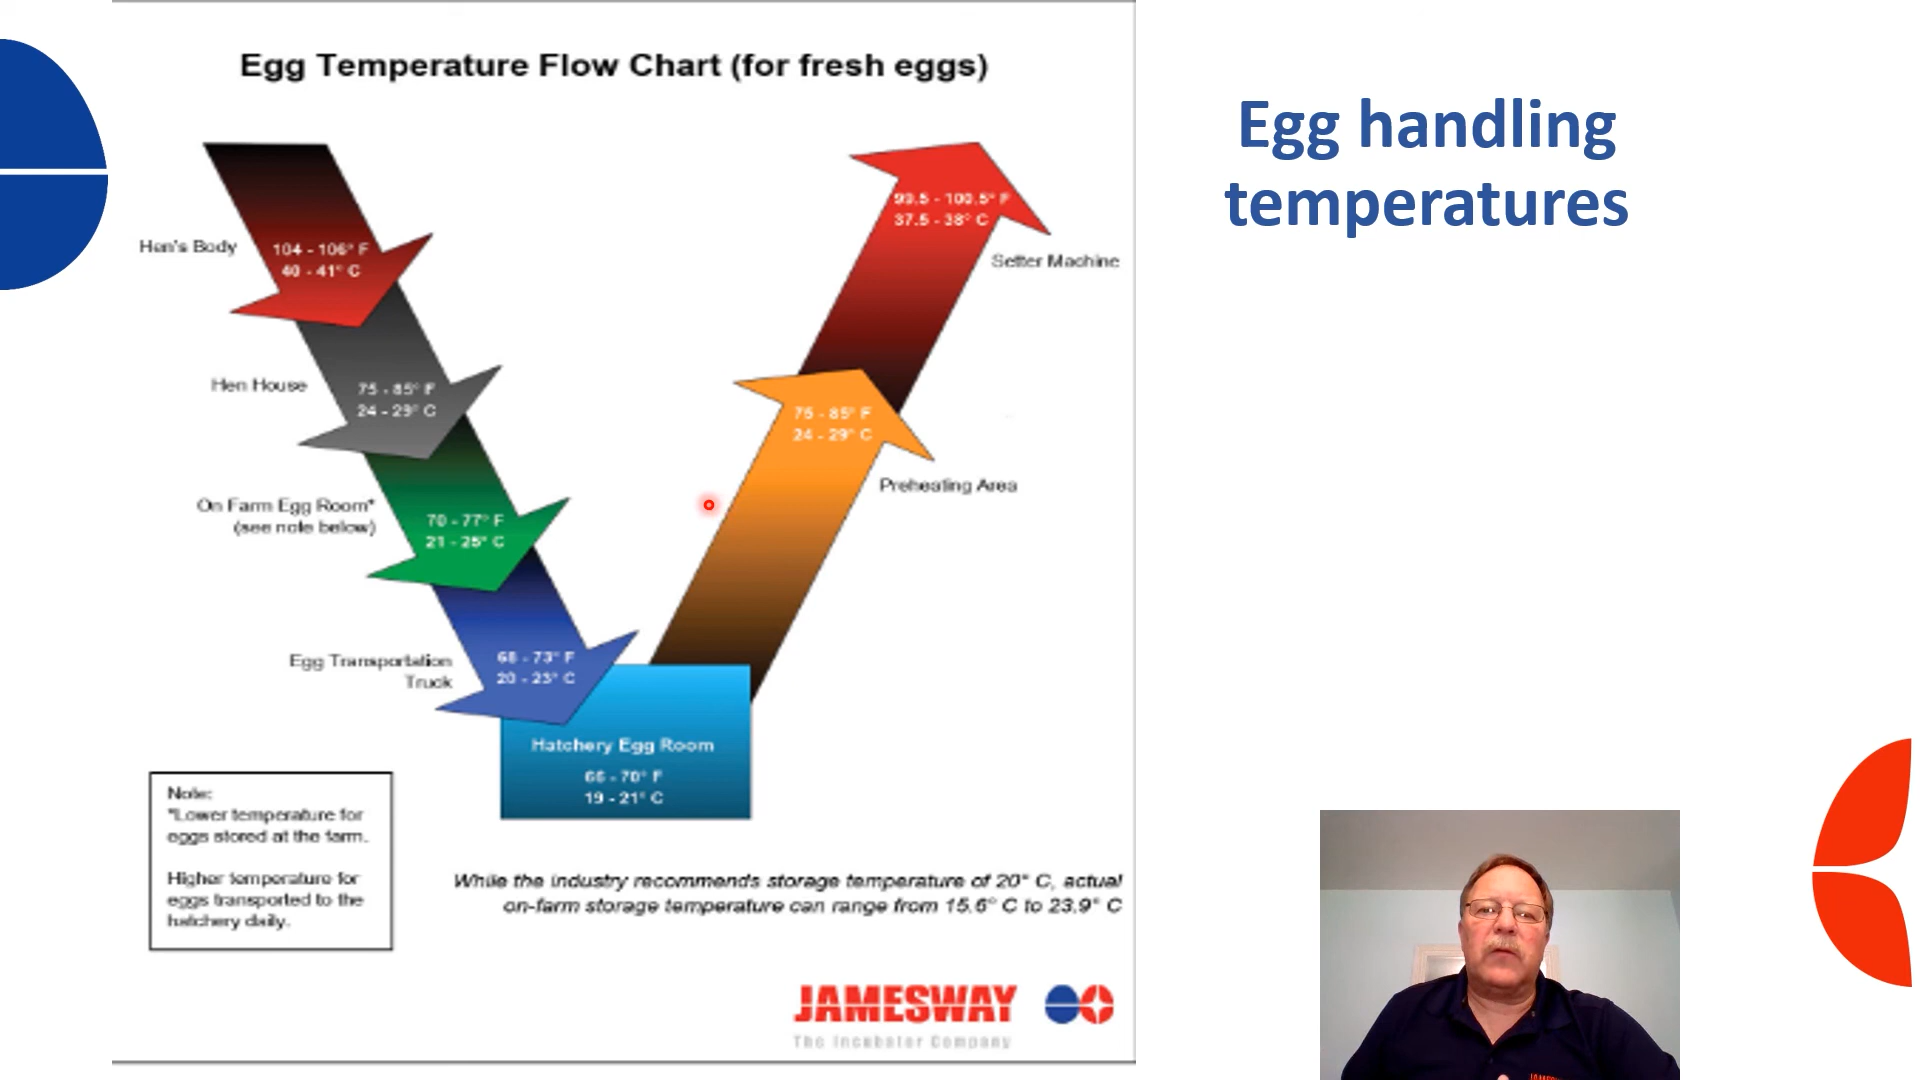 Egg Temperature Flow Chart (for fresh eggs)
Egg handling
temperatures
Hen's Body
104 - 106° F
40 - 41° C
Hen House
75 - 85° F
24 - 29° C
On Farm Egg Room*
(see note below)
70 - 77° F
21 - 25° C
Egg Transportation
Truck
68 - 73° F
20 - 23° C
Hatchery Egg Room
66 - 70° F
19 - 21° C
75 - 85° F
24 - 29° C
Preheating Area
99.5 - 100.5° F
37.5 - 38° C
Setter Machine
Note:
*Lower temperature for
eggs stored at the farm.
Higher temperature for
eggs transported to the
hatchery daily.
While the industry recommends storage temperature of 20° C, actual
on-farm storage temperature can range from 15.6° C to 23.9° C
JAMESWAY
The Incubator Company
JAMESWAY